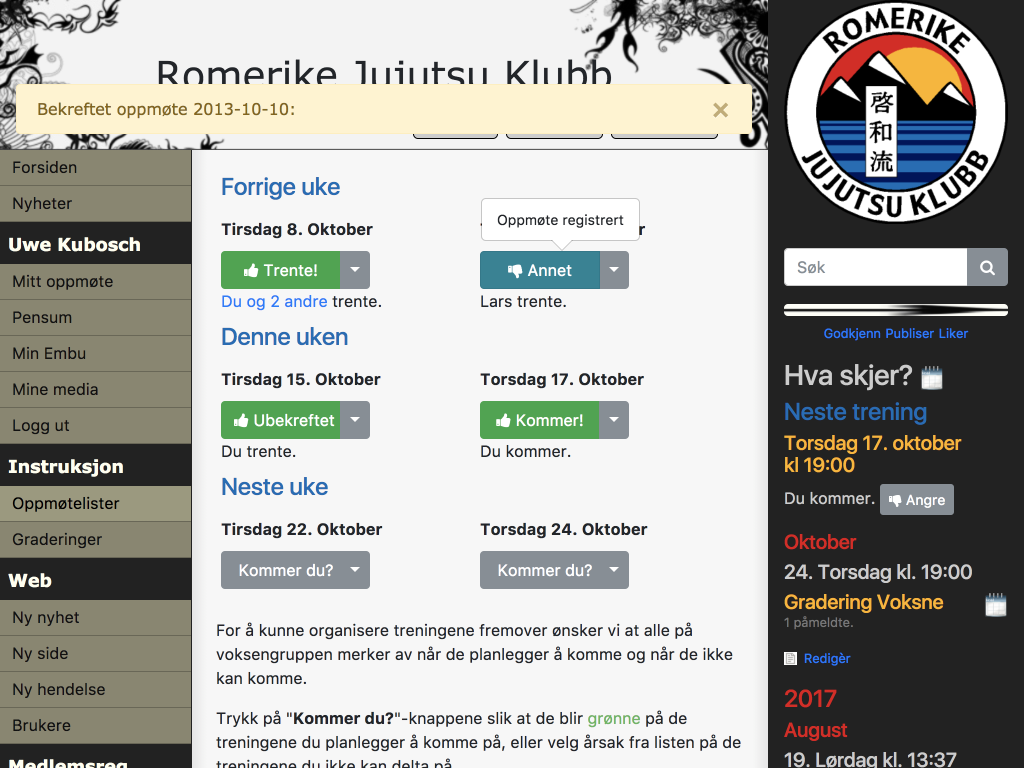 Romerike Jujutsu Klubb
Bekreftet oppmøte 2013-10-10:
×
Forsiden
Nyheter
Uwe Kubosch
Mitt oppmøte
Pensum
Min Embu
Mine media
Logg ut
Instruksjon
Oppmøtelister
Graderinger
Web
Ny nyhet
Ny side
Ny hendelse
Brukere
Medlemsreg
Forrige uke
Tirsdag 8. Oktober
Oppmøte registrert
Trente!
Annet
Du og 2 andre trente.
Lars trente.
Denne uken
Tirsdag 15. Oktober
Torsdag 17. Oktober
Ubekreftet
Kommer!
Du trente.
Du kommer.
Neste uke
Tirsdag 22. Oktober
Torsdag 24. Oktober
Kommer du?
Kommer du?
For å kunne organisere treningene fremover ønsker vi at alle på
voksengruppen merker av når de planlegger å komme og når de ikke
kan komme.
Trykk på "Kommer du?"-knappene slik at de blir grønne på de
treningene du planlegger å komme på, eller velg årsak fra listen på de
treningene du ikke kan delta på.
ROMERIKE
啓和流
JUJUTSU KLUBB
Søk
Godkjenn Publiser Liker
Hva skjer?
Neste trening
Torsdag 17. oktober
kl 19:00
Du kommer. Angre
Oktober
24. Torsdag kl. 19:00
Gradering Voksne
1 påmeldte.
Redigèr
2017
August
19. Lørdag kl. 13:37